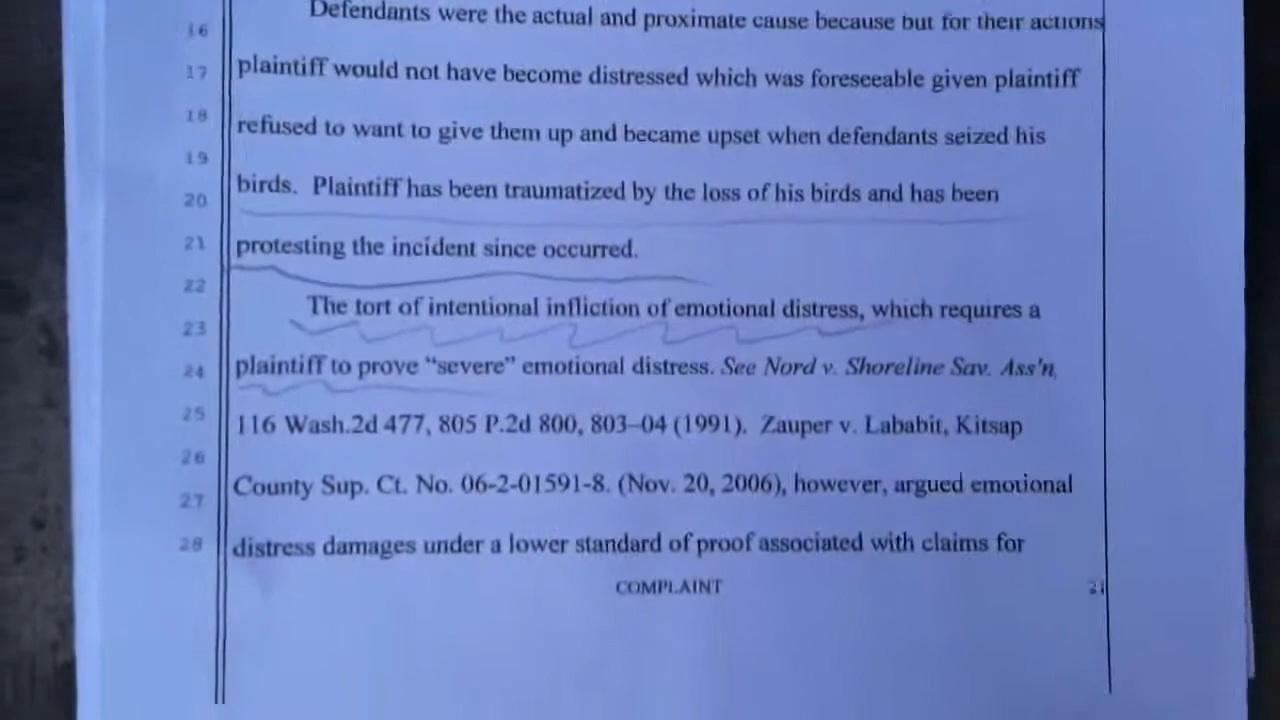 16
Defendants were the actual and proximate cause because but for their actions
17
plaintiff would not have become distressed which was foreseeable given plaintiff
18
refused to want to give them up and became upset when defendants seized his
19
birds. Plaintiff has been traumatized by the loss of his birds and has been
20
21
protesting the incident since occurred.
22
The tort of intentional infliction of emotional distress, which requires a
23
24
plaintiff to prove “severe” emotional distress. See Nord v. Shoreline Sav. Ass'n,
25
116 Wash.2d 477, 805 P.2d 800, 803–04 (1991). Zauper v. Lababit, Kitsap
26
County Sup. Ct. No. 06-2-01591-8. (Nov. 20, 2006), however, argued emotional
27
28
distress damages under a lower standard of proof associated with claims for
COMPLAINT